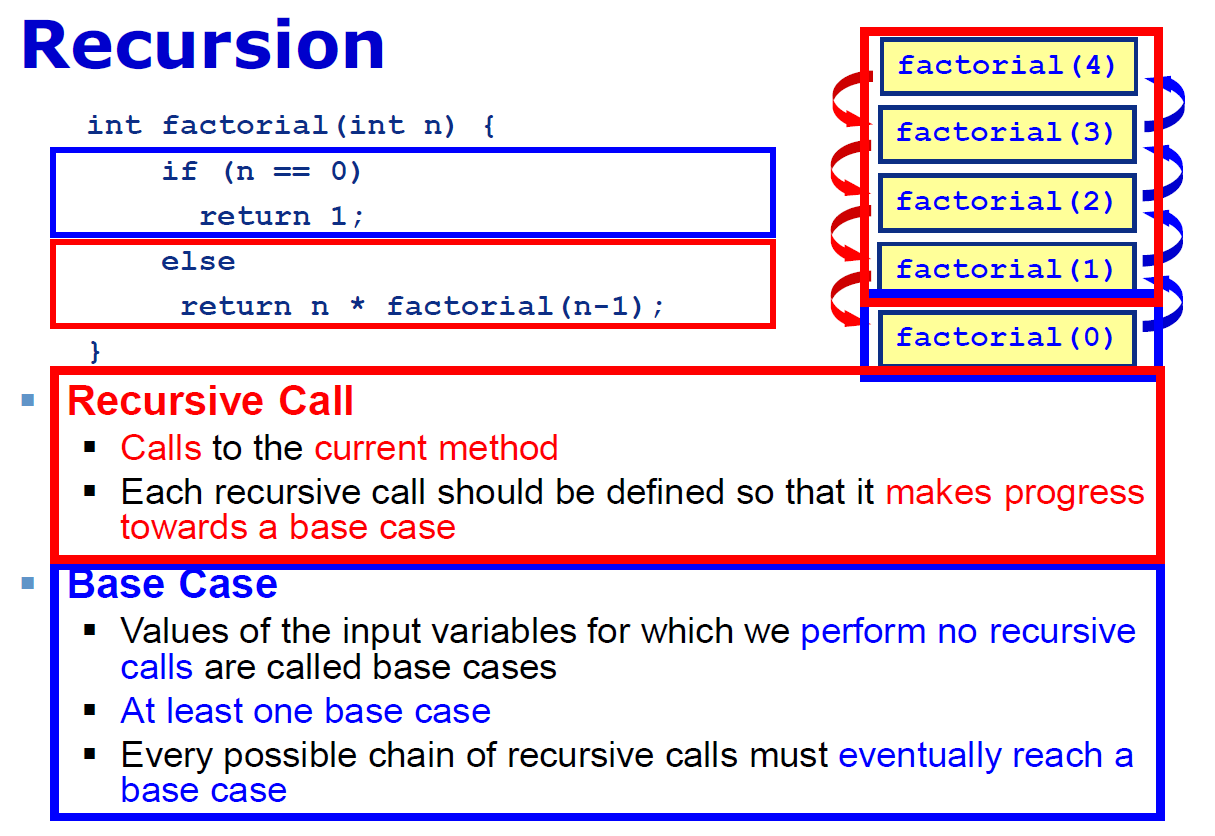 Recursion
int factorial(int n) {
if (n == 0)
return 1;
else
return n * factorial(n-1);
}
factorial(4)
factorial(3)
factorial(2)
factorial(1)
factorial(0)
Recursive Call
Calls to the current method
Each recursive call should be defined so that it makes progress
towards a base case
Base Case
Values of the input variables for which we perform no recursive
calls are called base cases
At least one base case
Every possible chain of recursive calls must eventually reach a
base case